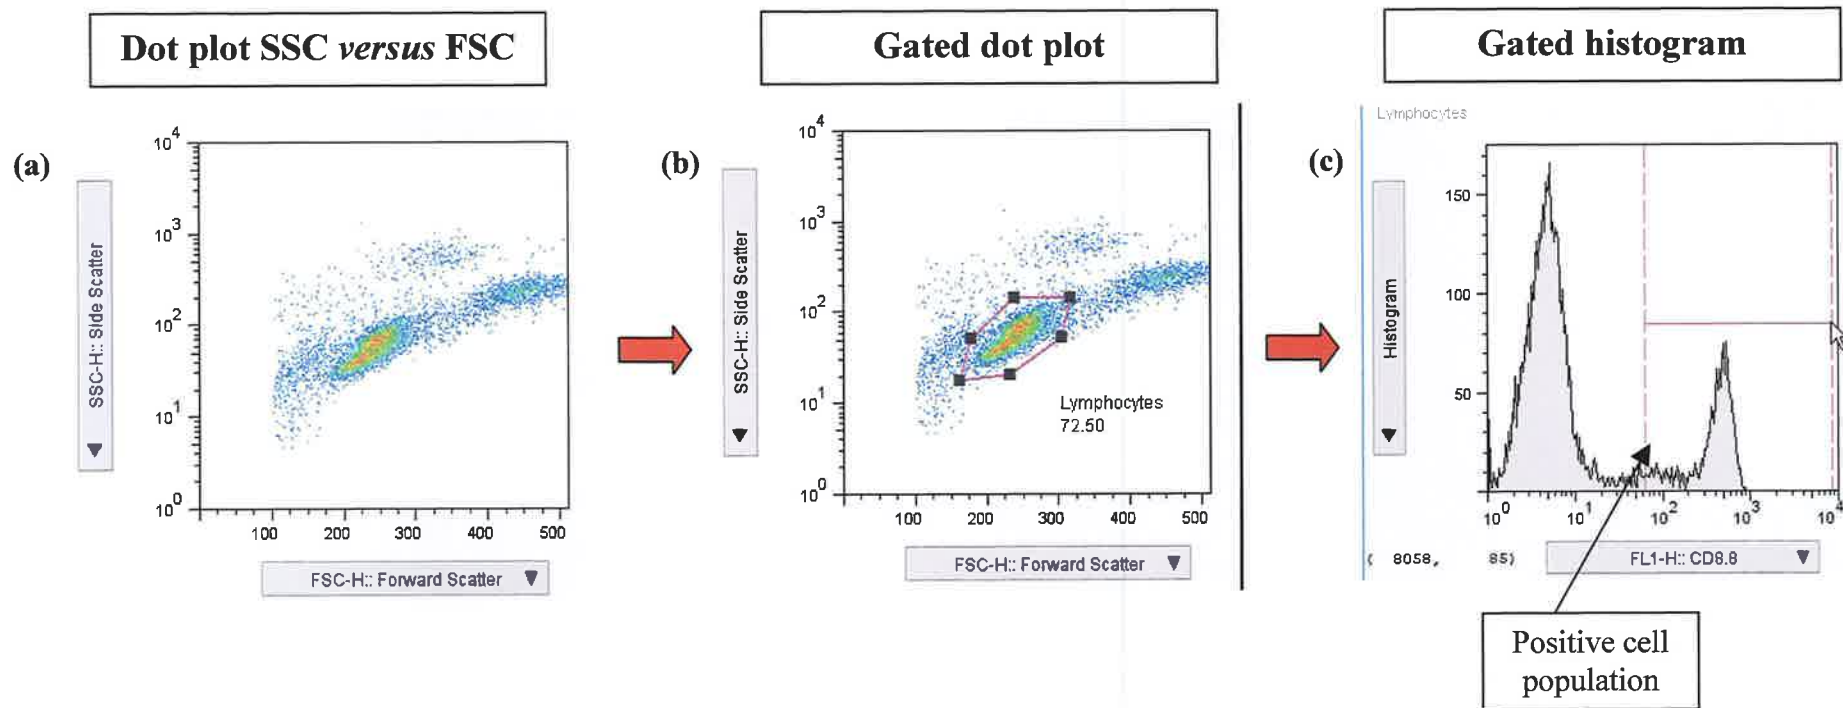 Dot plot SSC versus FSC
Gated dot plot
Gated histogram
(a)
SSC-H:: Side Scatter
10^4
10^3
10^2
10^1
10^0
100 200 300 400 500
FSC-H:: Forward Scatter
(b)
SSC-H:: Side Scatter
10^4
10^3
10^2
10^1
10^0
Lymphocytes
72.50
100 200 300 400 500
FSC-H:: Forward Scatter
(c)
Lymphocytes
Histogram
150
100
50
10^0 10^1 10^2 10^3 10^4
( 8058, 85)
FL1-H:: CD8.8
Positive cell
population